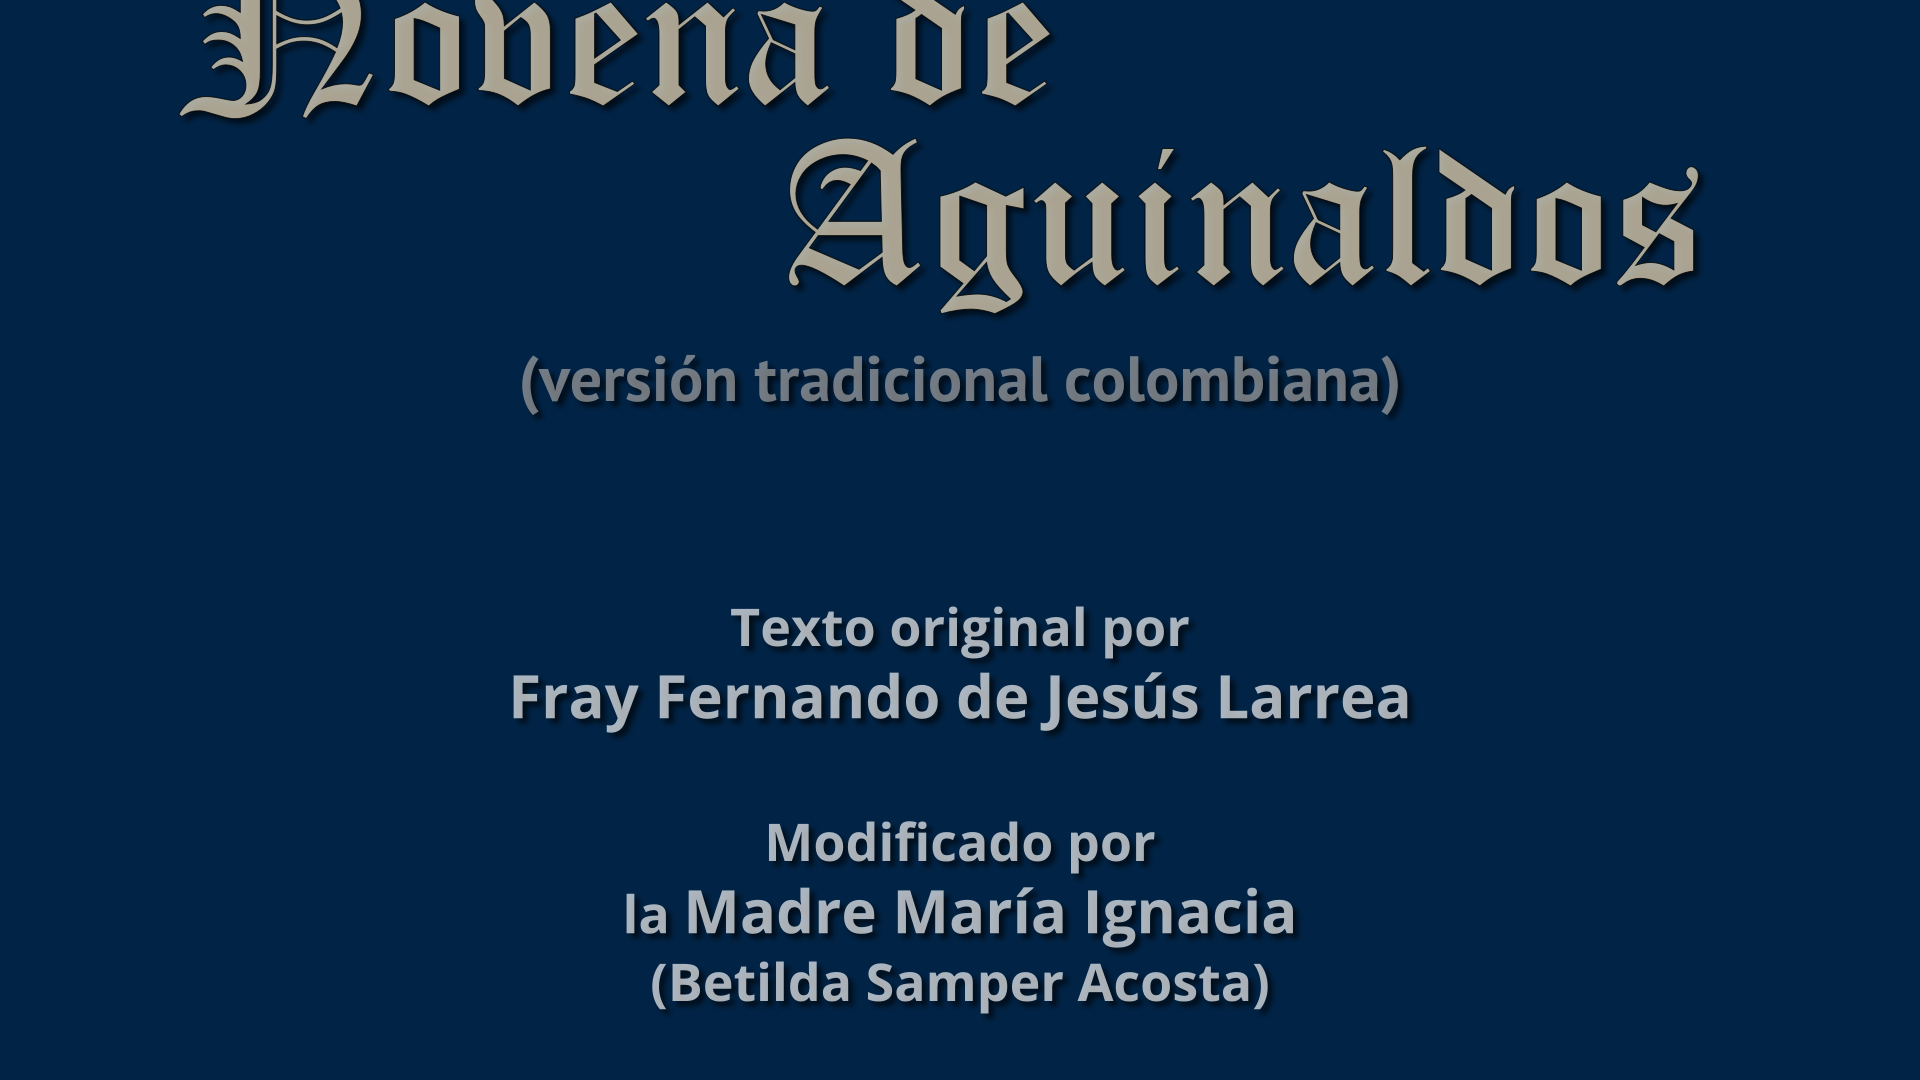 Novena de
Aguinaldos
(versión tradicional colombiana)
Texto original por
Fray Fernando de Jesús Larrea
Modificado por
la Madre María Ignacia
(Betilda Samper Acosta)